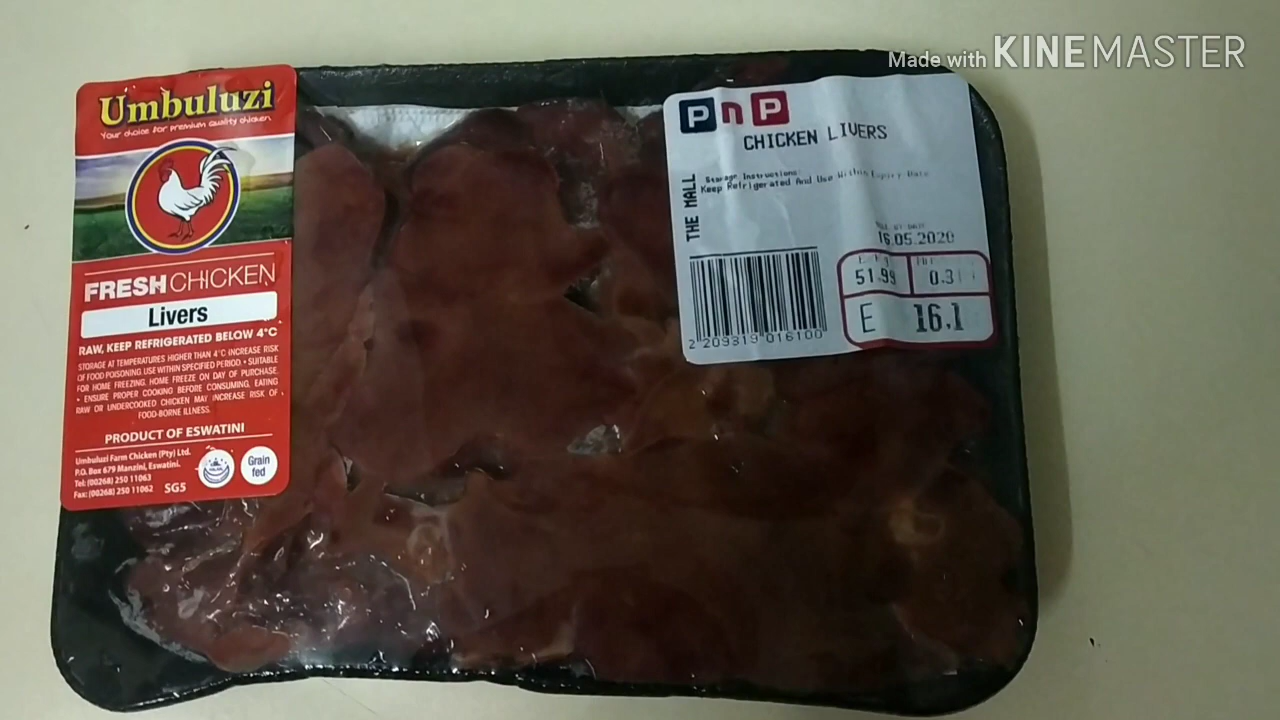 Made with KINEMASTER
Umbuluzi
Your choice for premium quality chicken.
FRESH CHICKEN
Livers
RAW, KEEP REFRIGERATED BELOW 4°C
STORAGE AT TEMPERATURES HIGHER THAN 4°C INCREASE RISK
OF FOOD POISONING. USE WITHIN SPECIFIED PERIOD • SUITABLE
FOR HOME FREEZING. HOME FREEZE ON DAY OF PURCHASE.
• ENSURE PROPER COOKING BEFORE CONSUMING. EATING
RAW OR UNDERCOOKED CHICKEN MAY INCREASE RISK OF
FOOD-BORNE ILLNESS.
PRODUCT OF ESWATINI
Umbuluzi Farm Chicken (Pty) Ltd.
P.O. Box 679 Manzini, Eswatini.
Tel: (00268) 250 11063
Fax: (00268) 250 11062 SG5
HALAAL
Grain
fed
PnP
CHICKEN LIVERS
Storage Instructions:
Keep Refrigerated And Use Within Expiry Date
THE MALL
16.05.2020
51.99 0.3
E 16.1
2 209319 016100